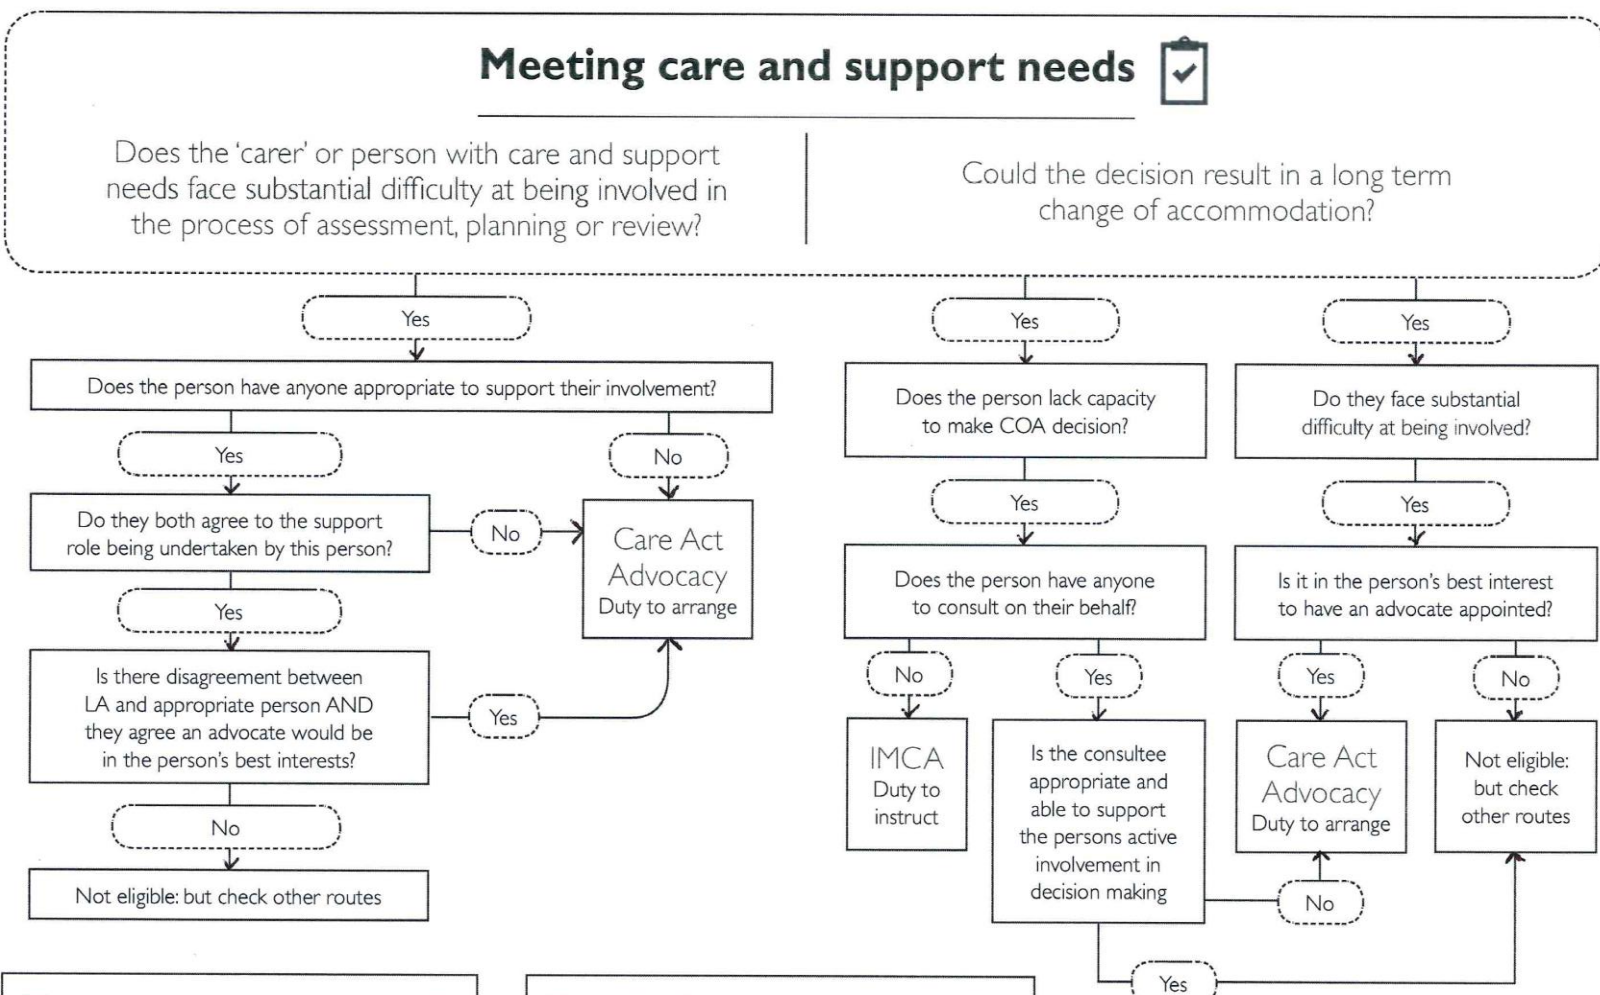 Meeting care and support needs
Does the 'carer' or person with care and support
needs face substantial difficulty at being involved in
the process of assessment, planning or review?
Could the decision result in a long term
change of accommodation?
Yes
Does the person have anyone appropriate to support their involvement?
Yes
No
Do they both agree to the support
role being undertaken by this person?
No
Care Act
Advocacy
Duty to arrange
Yes
Is there disagreement between
LA and appropriate person AND
they agree an advocate would be
in the person's best interests?
Yes
No
Not eligible: but check other routes
Yes
Does the person lack capacity
to make COA decision?
Yes
Does the person have anyone
to consult on their behalf?
No
IMCA
Duty to
instruct
Yes
Is the consultee
appropriate and
able to support
the persons active
involvement in
decision making
No
Yes
Yes
Do they face substantial
difficulty at being involved?
Yes
Is it in the person's best interest
to have an advocate appointed?
Yes
Care Act
Advocacy
Duty to arrange
No
Not eligible:
but check
other routes